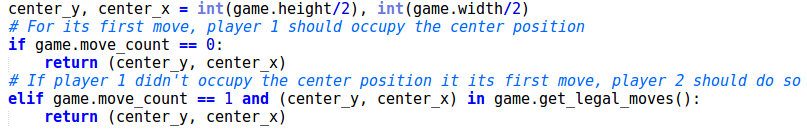 center_y, center_x = int(game.height/2), int(game.width/2)
# For its first move, player 1 should occupy the center position
if game.move_count == 0:
    return (center_y, center_x)
# If player 1 didn't occupy the center position it its first move, player 2 should do so
elif game.move_count == 1 and (center_y, center_x) in game.get_legal_moves():
    return (center_y, center_x)